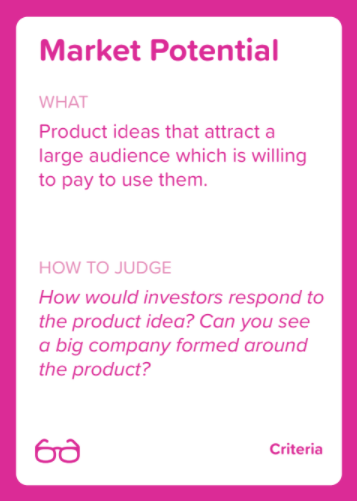 Market Potential
WHAT
Product ideas that attract a
large audience which is willing
to pay to use them.
HOW TO JUDGE
How would investors respond to
the product idea? Can you see
a big company formed around
the product?
Criteria